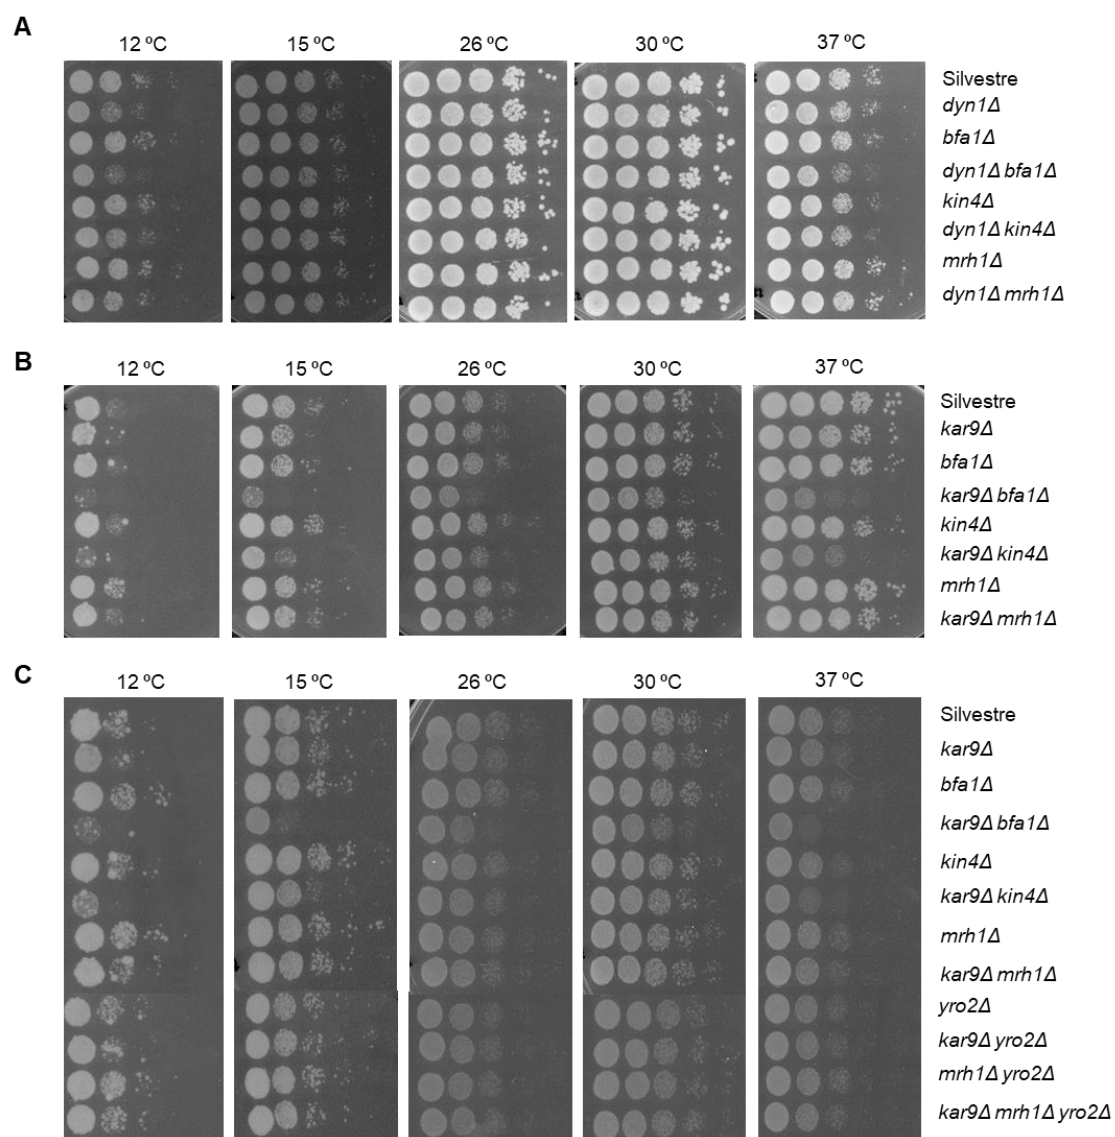 A
12 ºC 15 ºC 26 ºC 30 ºC 37 ºC
Silvestre
dyn1Δ
bfa1Δ
dyn1Δ bfa1Δ
kin4Δ
dyn1Δ kin4Δ
mrh1Δ
dyn1Δ mrh1Δ
B
12 ºC 15 ºC 26 ºC 30 ºC 37 ºC
Silvestre
kar9Δ
bfa1Δ
kar9Δ bfa1Δ
kin4Δ
kar9Δ kin4Δ
mrh1Δ
kar9Δ mrh1Δ
C
12 ºC 15 ºC 26 ºC 30 ºC 37 ºC
Silvestre
kar9Δ
bfa1Δ
kar9Δ bfa1Δ
kin4Δ
kar9Δ kin4Δ
mrh1Δ
kar9Δ mrh1Δ
yro2Δ
kar9Δ yro2Δ
mrh1Δ yro2Δ
kar9Δ mrh1Δ yro2Δ